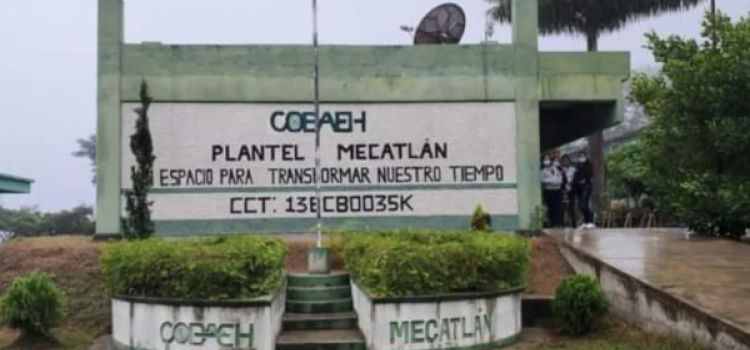 COBAEH
PLANTEL MECATLÁN
ESPACIO PARA TRANSFORMAR NUESTRO TIEMPO
CCT: 13ECB0035K
COBAEH
MECATLÁN